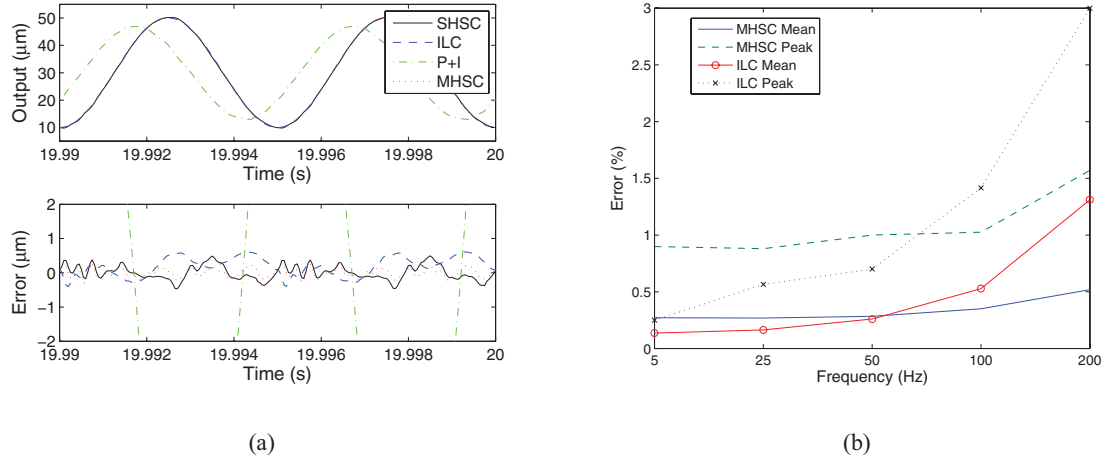 50
40
30
20
10
Output (μm)
19.99
19.992
19.994
19.996
19.998
20
Time (s)
SHSC
ILC
P+I
MHSC
2
1
0
−1
−2
Error (μm)
19.99
19.992
19.994
19.996
19.998
20
Time (s)
(a)
3
2.5
2
1.5
1
0.5
0
Error (%)
5
25
50
100
200
Frequency (Hz)
MHSC Mean
MHSC Peak
ILC Mean
ILC Peak
(b)